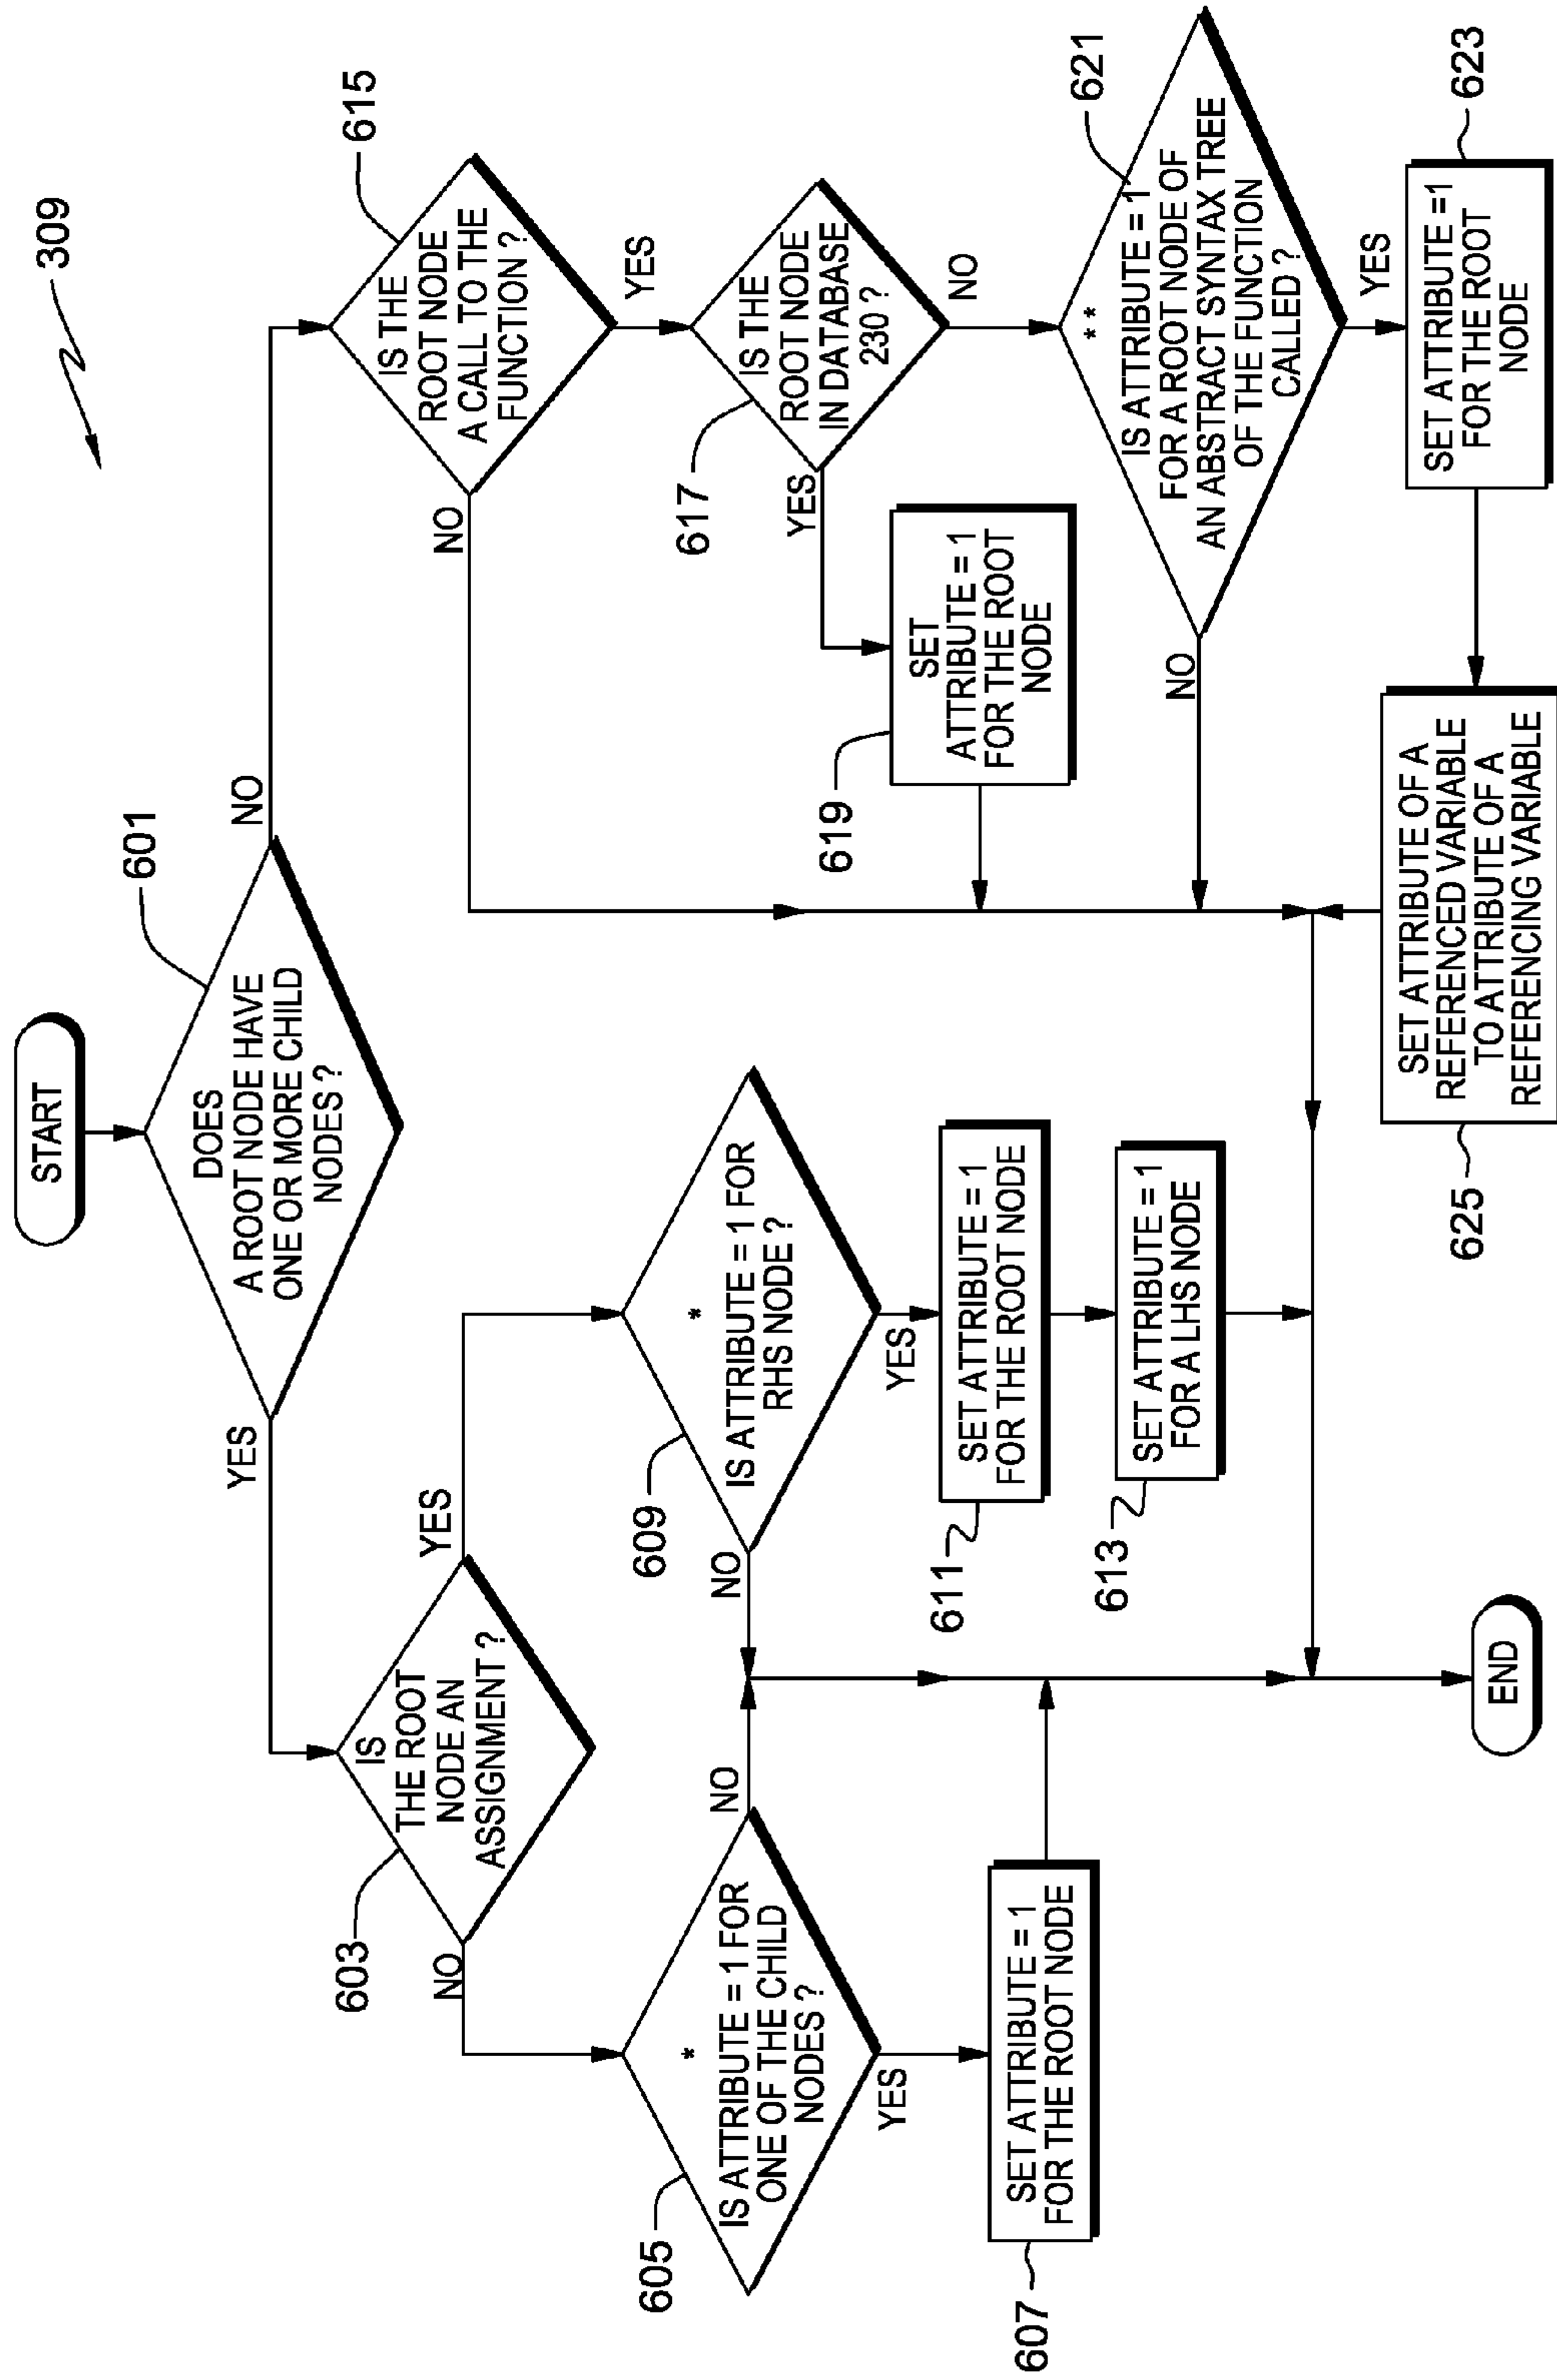 309
START
601
DOES
A ROOT NODE HAVE
ONE OR MORE CHILD
NODES ?
YES
NO
603
IS
THE ROOT
NODE AN
ASSIGNMENT ?
NO
YES
605
*
IS ATTRIBUTE = 1 FOR
ONE OF THE CHILD
NODES ?
NO
YES
607
SET ATTRIBUTE = 1
FOR THE ROOT NODE
609
*
IS ATTRIBUTE = 1 FOR
RHS NODE ?
NO
YES
611
SET ATTRIBUTE = 1
FOR THE ROOT NODE
613
SET ATTRIBUTE = 1
FOR A LHS NODE
615
IS THE
ROOT NODE
A CALL TO THE
FUNCTION ?
NO
YES
617
IS THE
ROOT NODE
IN DATABASE
230 ?
YES
NO
619
SET
ATTRIBUTE = 1
FOR THE ROOT
NODE
621
* *
IS ATTRIBUTE = 1
FOR A ROOT NODE OF
AN ABSTRACT SYNTAX TREE
OF THE FUNCTION
CALLED ?
NO
YES
623
SET ATTRIBUTE =1
FOR THE ROOT
NODE
625
SET ATTRIBUTE OF A
REFERENCED VARIABLE
TO ATTRIBUTE OF A
REFERENCING VARIABLE
END